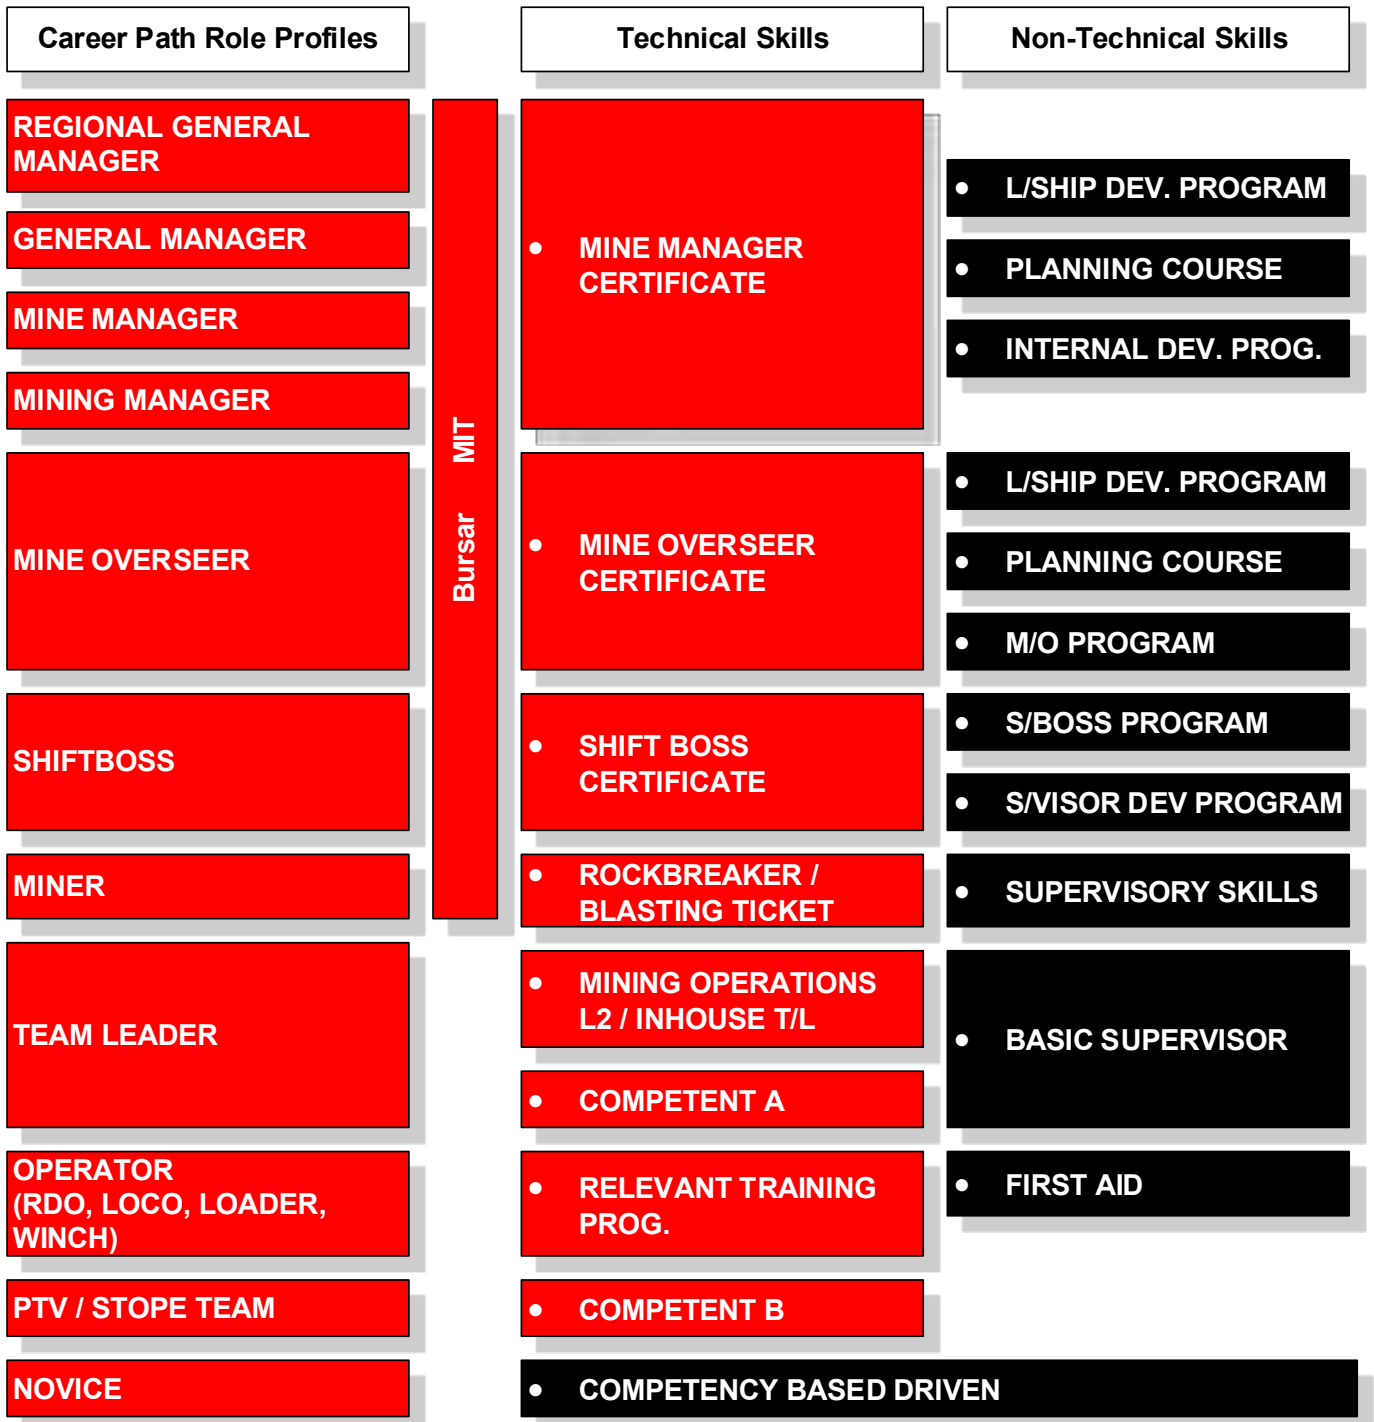 Career Path Role Profiles
Technical Skills
Non-Technical Skills
REGIONAL GENERAL
MANAGER
GENERAL MANAGER
MINE MANAGER
MINING MANAGER
MINE OVERSEER
SHIFTBOSS
MINER
TEAM LEADER
OPERATOR
(RDO, LOCO, LOADER,
WINCH)
PTV / STOPE TEAM
NOVICE
Bursar MIT
• MINE MANAGER
CERTIFICATE
• MINE OVERSEER
CERTIFICATE
• SHIFT BOSS
CERTIFICATE
• ROCKBREAKER /
BLASTING TICKET
• MINING OPERATIONS
L2 / INHOUSE T/L
• COMPETENT A
• RELEVANT TRAINING
PROG.
• COMPETENT B
• COMPETENCY BASED DRIVEN
• L/SHIP DEV. PROGRAM
• PLANNING COURSE
• INTERNAL DEV. PROG.
• L/SHIP DEV. PROGRAM
• PLANNING COURSE
• M/O PROGRAM
• S/BOSS PROGRAM
• S/VISOR DEV PROGRAM
• SUPERVISORY SKILLS
• BASIC SUPERVISOR
• FIRST AID